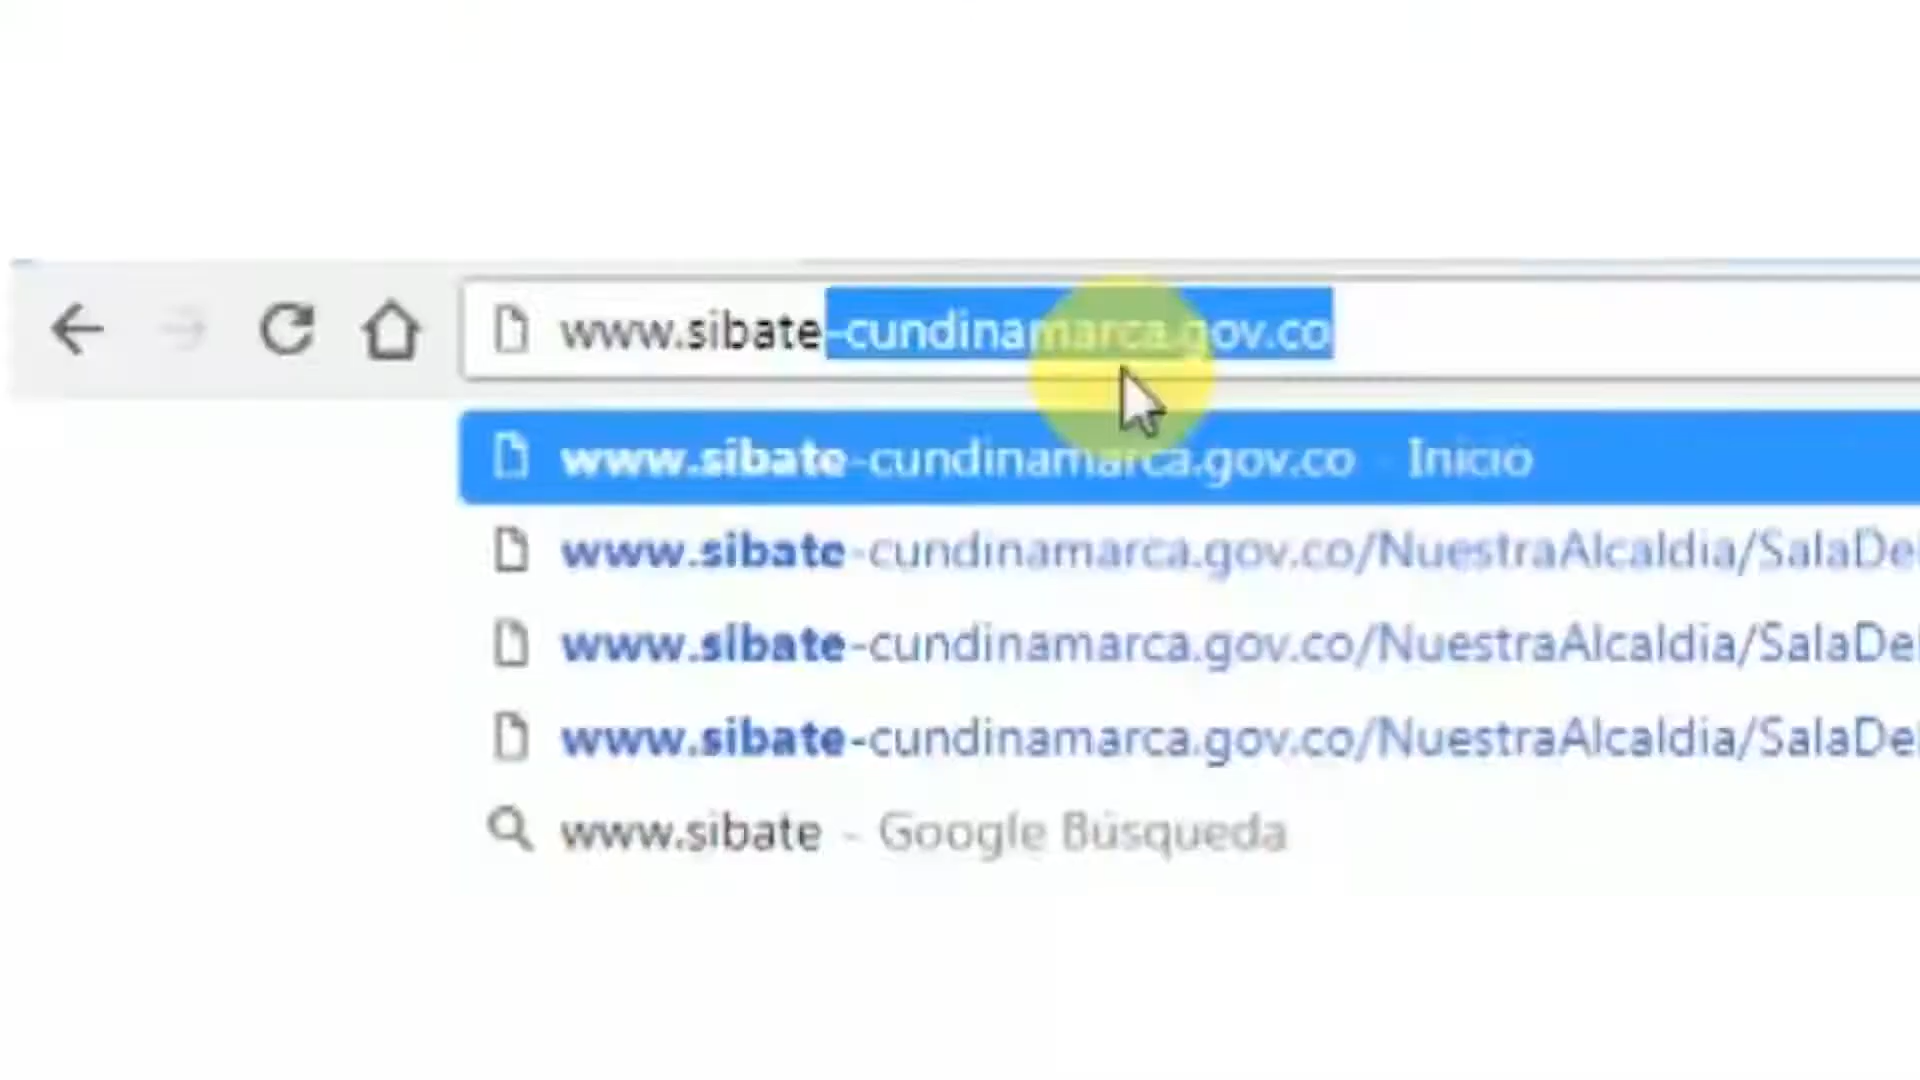 www.sibate-cundinamarca.gov.co
www.sibate-cundinamarca.gov.co - Inicio
www.sibate-cundinamarca.gov.co/NuestraAlcaldia/SalaDe
www.sibate-cundinamarca.gov.co/NuestraAlcaldia/SalaDe
www.sibate-cundinamarca.gov.co/NuestraAlcaldia/SalaDe
www.sibate - Google Búsqueda